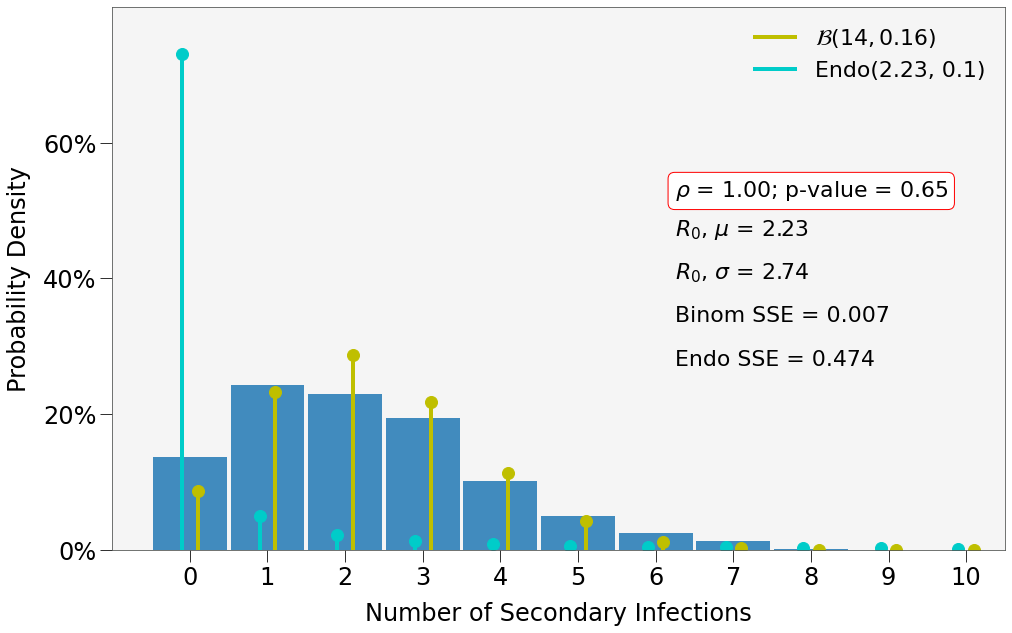 ℬ(14, 0.16)
Endo(2.23, 0.1)
ρ = 1.00; p-value = 0.65
R₀, μ = 2.23
R₀, σ = 2.74
Binom SSE = 0.007
Endo SSE = 0.474
Probability Density
60%
40%
20%
0%
0 1 2 3 4 5 6 7 8 9 10
Number of Secondary Infections